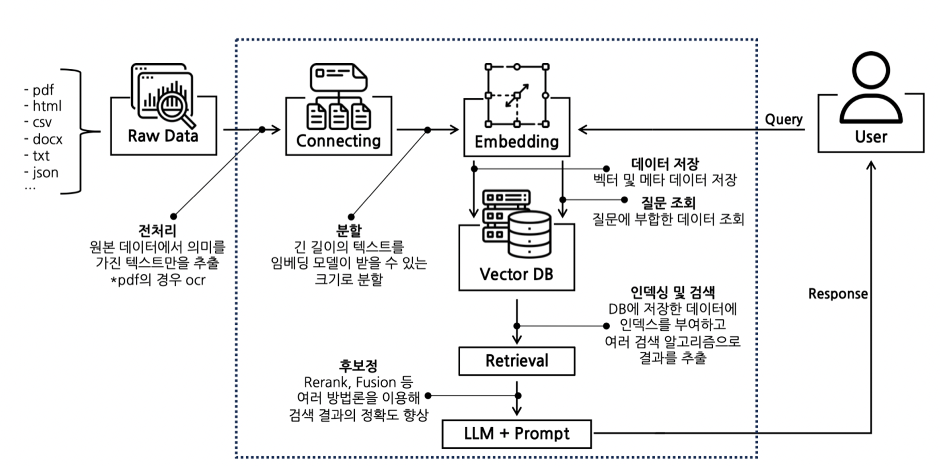 - pdf
- html
- csv
- docx
- txt
- json
...
Raw Data
Connecting
Embedding
Query
User
전처리
원본 데이터에서 의미를
가진 텍스트만을 추출
*pdf의 경우 ocr
분할
긴 길이의 텍스트를
임베딩 모델이 받을 수 있는
크기로 분할
데이터 저장
벡터 및 메타 데이터 저장
질문 조회
질문에 부합한 데이터 조회
Vector DB
인덱싱 및 검색
DB에 저장한 데이터에
인덱스를 부여하고
여러 검색 알고리즘으로
결과를 추출
Response
Retrieval
후보정
Rerank, Fusion 등
여러 방법론을 이용해
검색 결과의 정확도 향상
LLM + Prompt